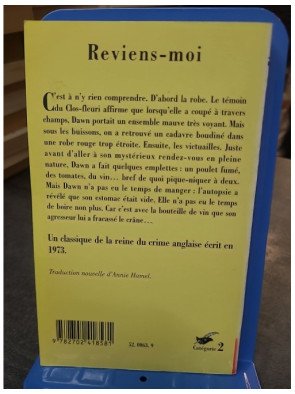 Reviens-moi
C'est à n'y rien comprendre. D'abord la robe. Le témoin
du Clos-fleuri affirme que lorsqu'elle a coupé à travers
champs, Dawn portait un ensemble mauve très voyant. Mais
sous les buissons, on a retrouvé un cadavre boudiné dans
une robe rouge trop étroite. Ensuite, les victuailles. Juste
avant d'aller à son mystérieux rendez-vous en pleine
nature, Dawn a fait quelques emplettes : un poulet fumé,
des tomates, du vin... bref de quoi pique-niquer à deux.
Mais Dawn n'a pas eu le temps de manger : l'autopsie a
révélé que son estomac était vide. Elle n'a pas eu le temps
de boire non plus. Car c'est avec la bouteille de vin que son
agresseur lui a fracassé le crâne...
Un classique de la reine du crime anglaise écrit en
1973.
Traduction nouvelle d'Annie Hamel.
9 782702 418581
52.0863.9
Catégorie 2